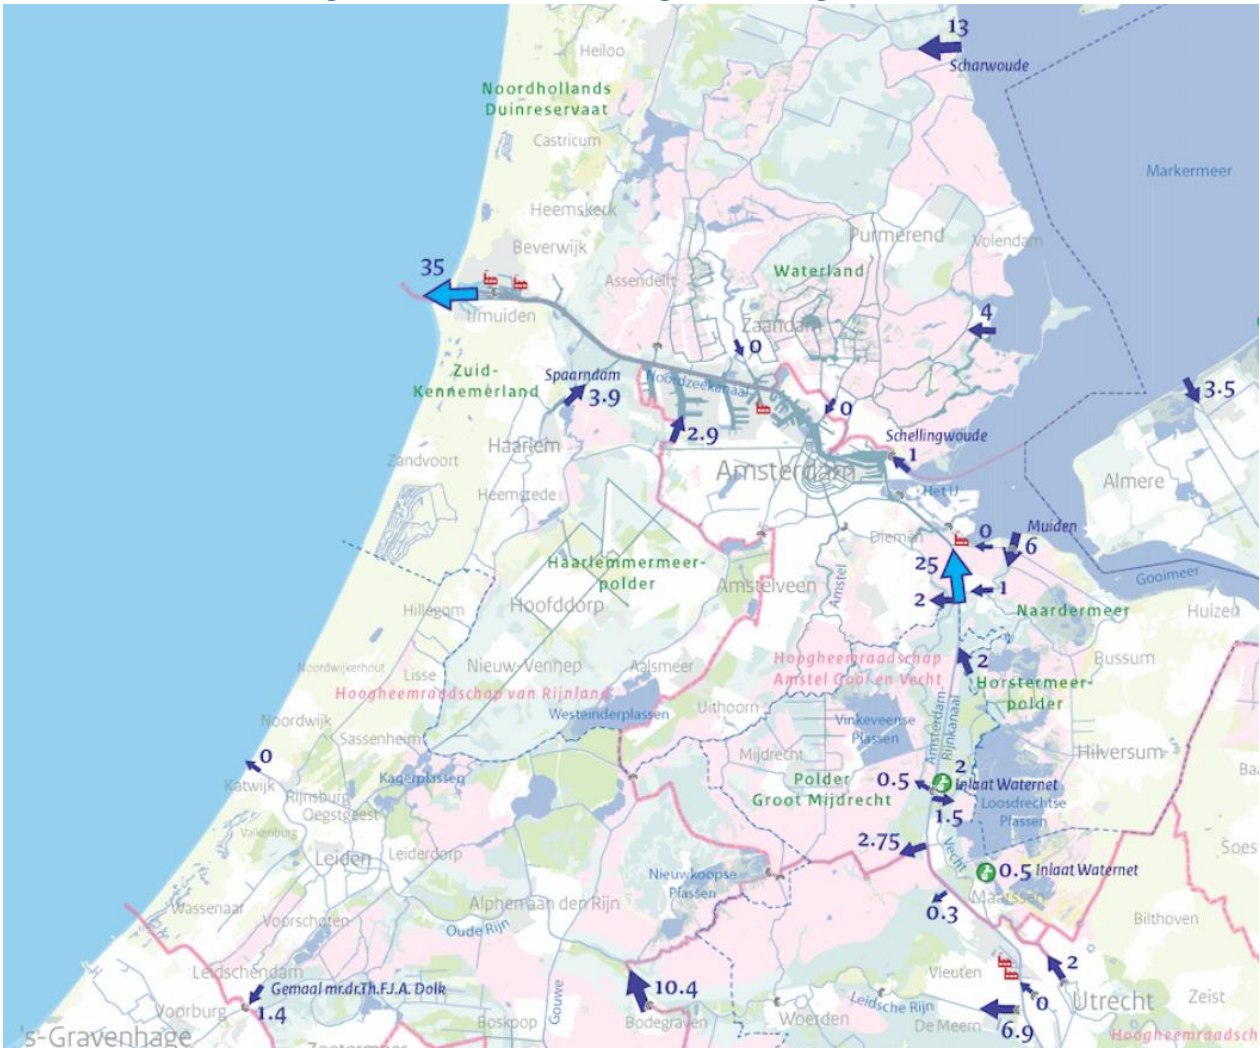 13
Scharwoude
Heiloo
Noordhollands
Duinreservaat
Castricum
Markermeer
Heemskerk
Purmerend
Volendam
Beverwijk
35
Assendelft
Waterland
IJmuiden
4
Zaandam
0
Zuid-
Kennemerland
Spaarndam
3.9
Noordzeekanaal
3.5
0
2.9
Schellingwoude
1
Haarlem
Zandvoort
Amsterdam
Almere
Heemstede
Het IJ
Diemen
0
Muiden
6
25
Haarlemmermeer-
polder
Amstelveen
Amstel
Gooimeer
2
1
Hillegom
Hoofddorp
Naardermeer
Huizen
Noordwijkerhout
Lisse
Nieuw-Venhep
Aalsmeer
Hoogheemraadschap
Amstel Gooi en Vecht
2
Bussum
Hoogheemraadschap van Rijnland
Horstermeer-
polder
Westeinderplassen
Uithoorn
Noordwijk
Vinkeveense
Plassen
Amsterdam-
Rijnkanaal
Sassenheim
Mijdrecht
Hilversum
0
Katwijk
Kagerplassen
Polder
Groot Mijdrecht
0.5
2
Inlaat Waternet
Ba
Rijnsburg
Oegstgeest
1.5
Loosdrechtse
Plassen
Valkenburg
Leiden
Leiderdorp
2.75
Vecht
Soes
Nieuwkoopse
Plassen
0.5
Inlaat Waternet
Wassenaar
Voorschoten
Alphen aan den Rijn
0.3
Maarssen
Oude Rijn
Bilthoven
Leidschendam
Gemaal mr.dr.Th.F.J.A. Dolk
1.4
Voorburg
Gouwe
10.4
Vleuten
2
Leidsche Rijn
0
Utrecht
Zeist
Boskoop
Bodegraven
Woerden
De Meern
6.9
's-Gravenhage
Zoetermeer
Hoogheemraadsch